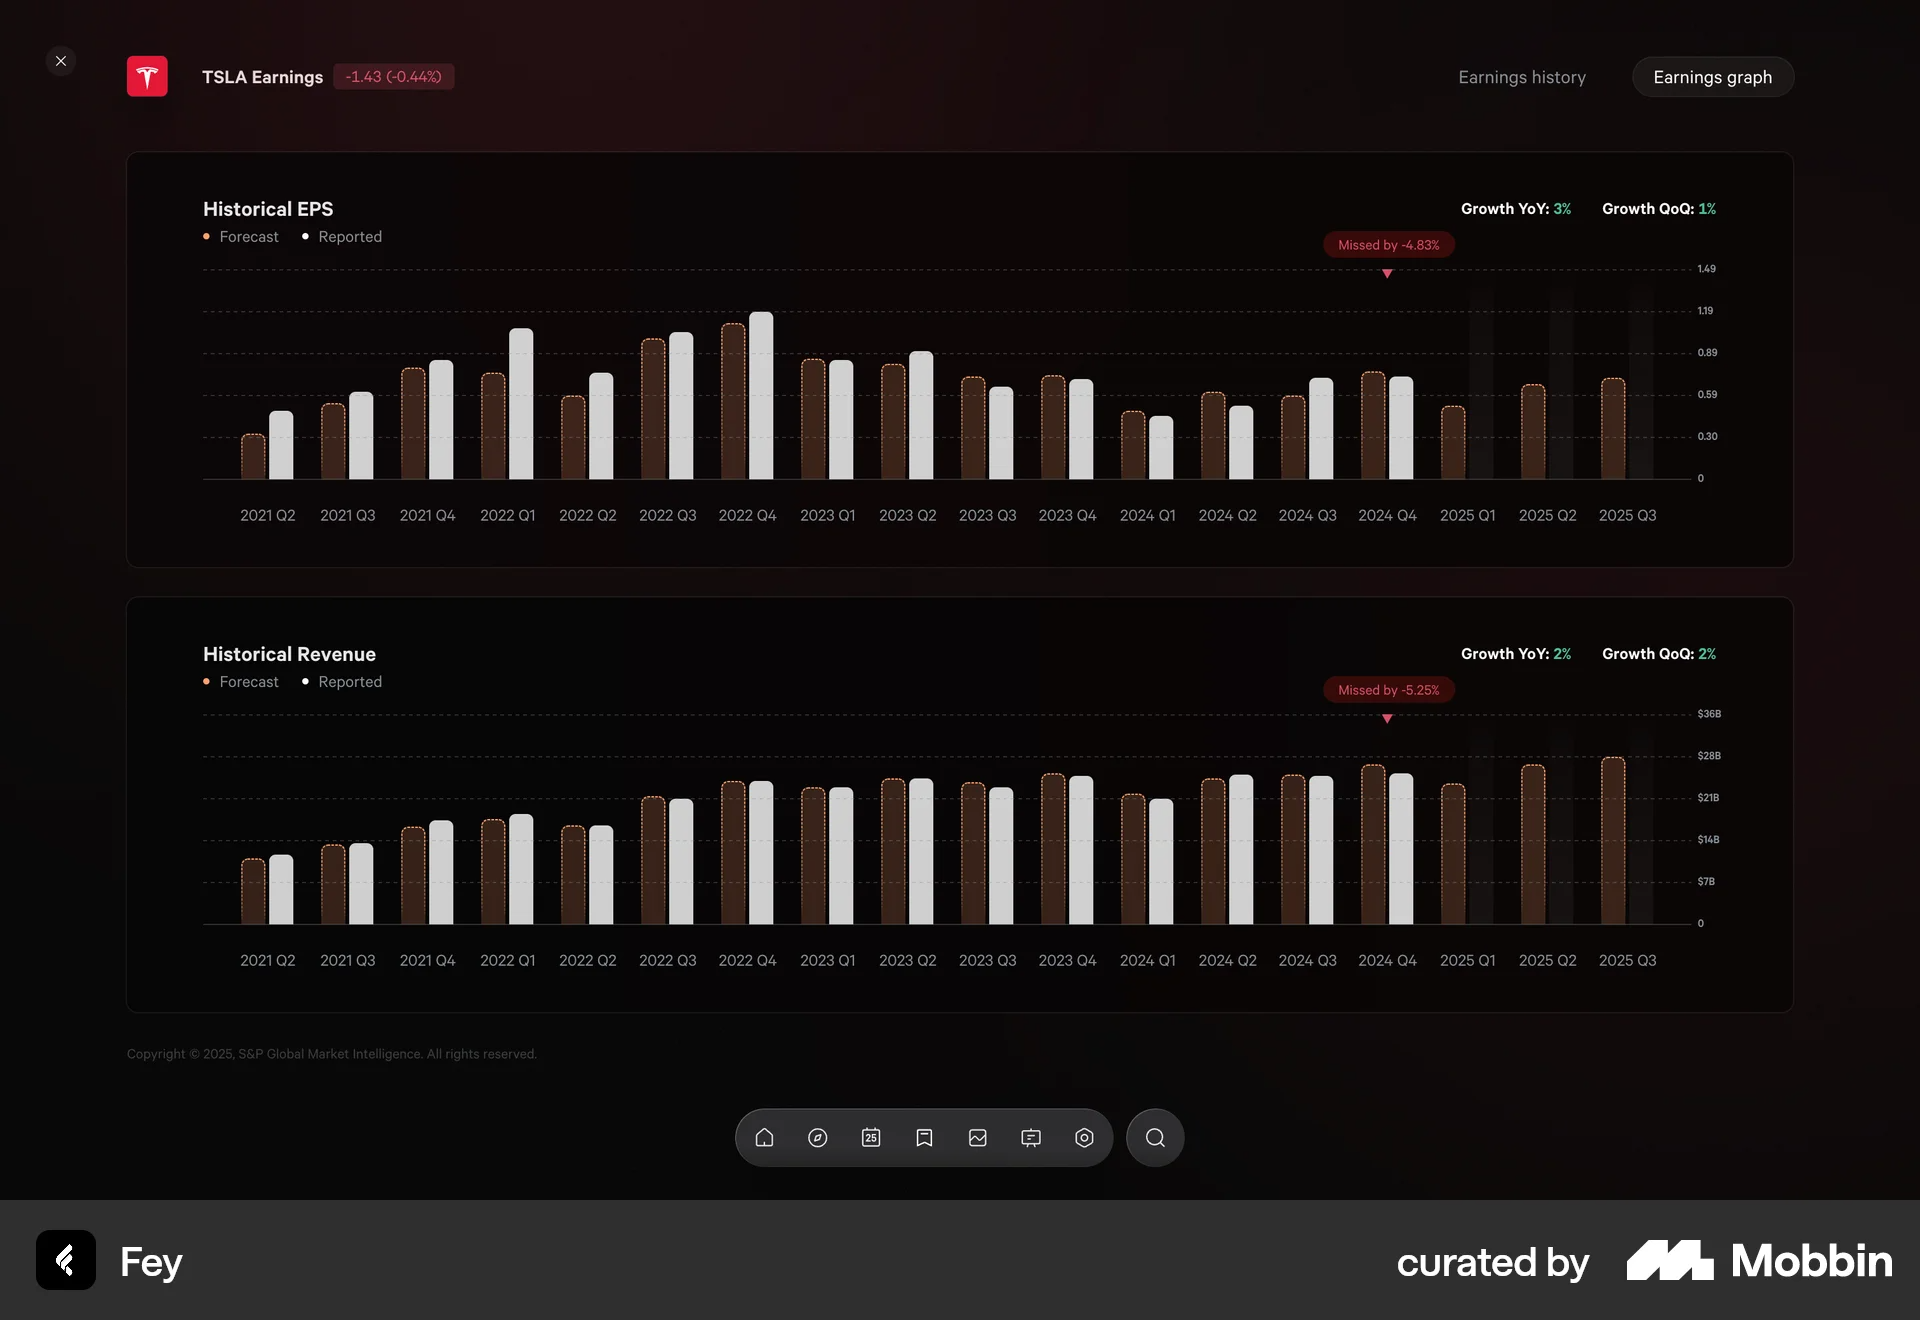 TSLA Earnings -1.43 (-0.44%) Earnings history Earnings graph
Historical EPS Growth YoY: 3% Growth QoQ: 1%
Forecast Reported
Missed by -4.83%
1.49
1.19
0.89
0.59
0.30
0
2021 Q2 2021 Q3 2021 Q4 2022 Q1 2022 Q2 2022 Q3 2022 Q4 2023 Q1 2023 Q2 2023 Q3 2023 Q4 2024 Q1 2024 Q2 2024 Q3 2024 Q4 2025 Q1 2025 Q2 2025 Q3
Historical Revenue Growth YoY: 2% Growth QoQ: 2%
Forecast Reported
Missed by -5.25%
$36B
$28B
$21B
$14B
$7B
0
2021 Q2 2021 Q3 2021 Q4 2022 Q1 2022 Q2 2022 Q3 2022 Q4 2023 Q1 2023 Q2 2023 Q3 2023 Q4 2024 Q1 2024 Q2 2024 Q3 2024 Q4 2025 Q1 2025 Q2 2025 Q3
Copyright © 2025, S&P Global Market Intelligence. All rights reserved.
25
Fey curated by Mobbin